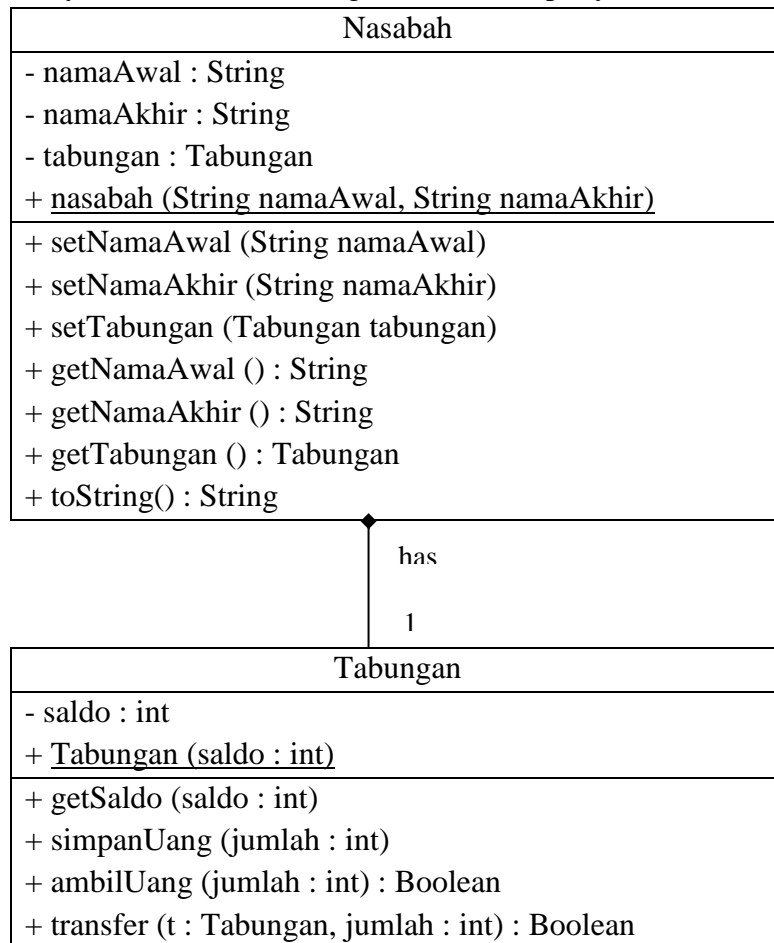 Nasabah
- namaAwal : String
- namaAkhir : String
- tabungan : Tabungan
+ nasabah (String namaAwal, String namaAkhir)
+ setNamaAwal (String namaAwal)
+ setNamaAkhir (String namaAkhir)
+ setTabungan (Tabungan tabungan)
+ getNamaAwal () : String
+ getNamaAkhir () : String
+ getTabungan () : Tabungan
+ toString() : String
has
1
Tabungan
- saldo : int
+ Tabungan (saldo : int)
+ getSaldo (saldo : int)
+ simpanUang (jumlah : int)
+ ambilUang (jumlah : int) : Boolean
+ transfer (t : Tabungan, jumlah : int) : Boolean